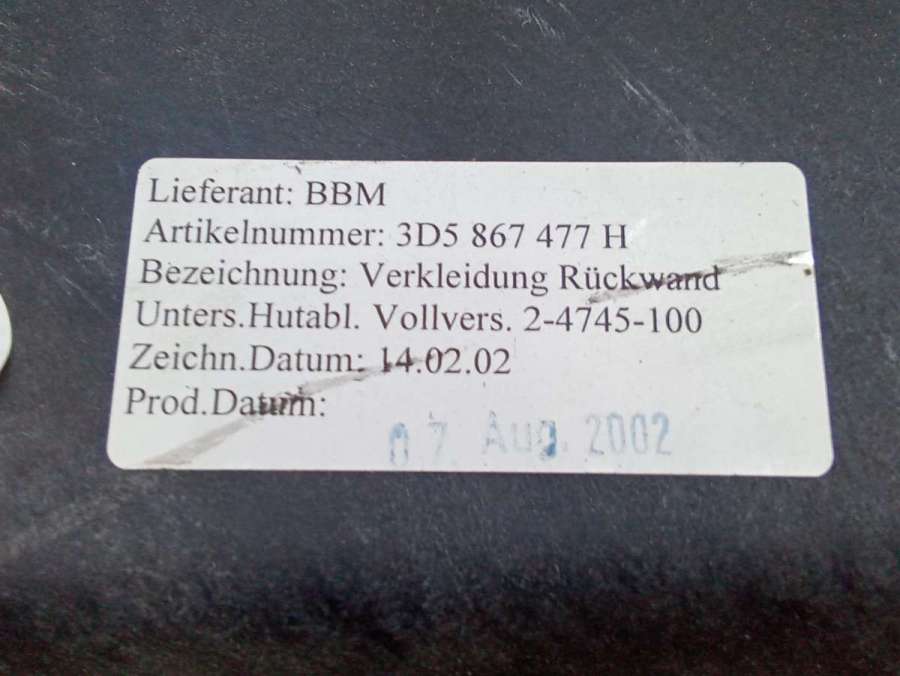 Lieferant: BBM
Artikelnummer: 3D5 867 477 H
Bezeichnung: Verkleidung Rückwand
Unters.Hutabl. Vollvers. 2-4745-100
Zeichn.Datum: 14.02.02
Prod.Datum:
07. Aug. 2002